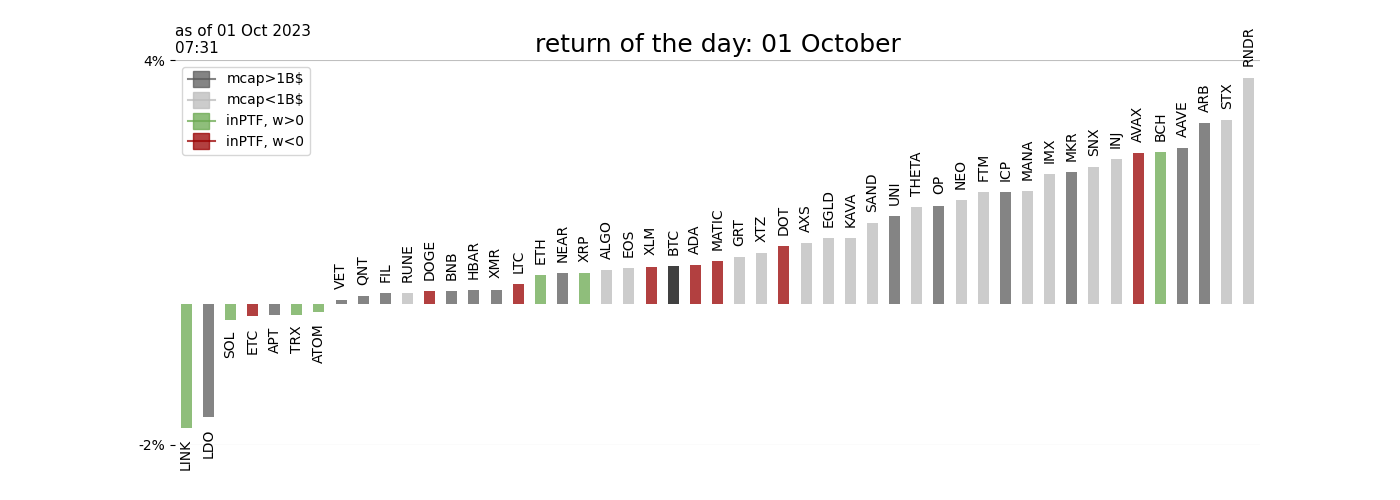 as of 01 Oct 2023
07:31
return of the day: 01 October
4%
-2%
mcap>1B$
mcap<1B$
inPTF, w>0
inPTF, w<0
LINK
LDO
SOL
ETC
APT
TRX
ATOM
VET
QNT
FIL
RUNE
DOGE
BNB
HBAR
XMR
LTC
ETH
NEAR
XRP
ALGO
EOS
XLM
BTC
ADA
MATIC
GRT
XTZ
DOT
AXS
EGLD
KAVA
SAND
UNI
THETA
OP
NEO
FTM
ICP
MANA
IMX
MKR
SNX
INJ
AVAX
BCH
AAVE
ARB
STX
RNDR